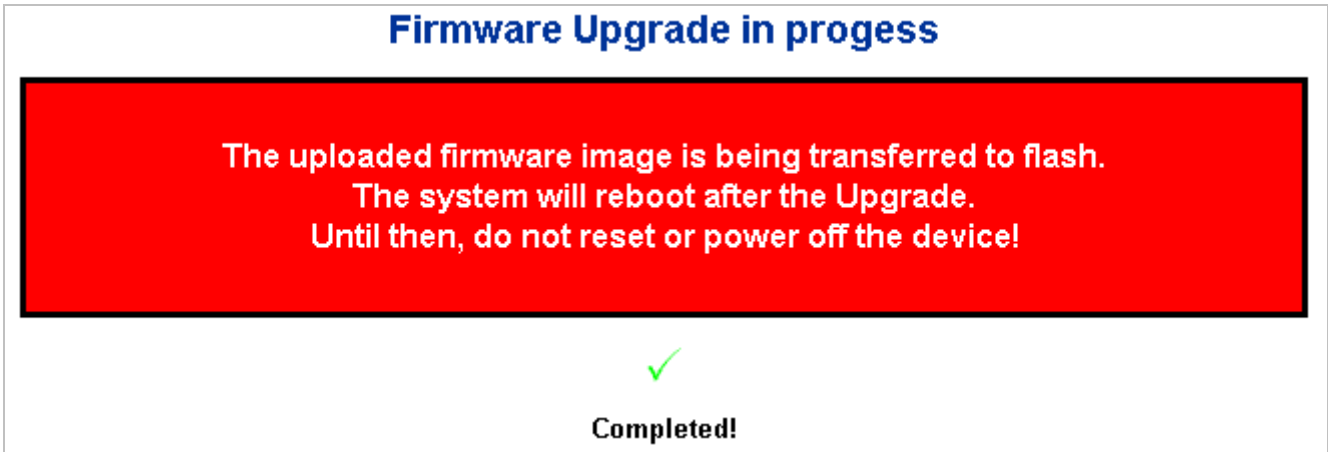 Firmware Upgrade in progess
The uploaded firmware image is being transferred to flash.
The system will reboot after the Upgrade.
Until then, do not reset or power off the device!
Completed!